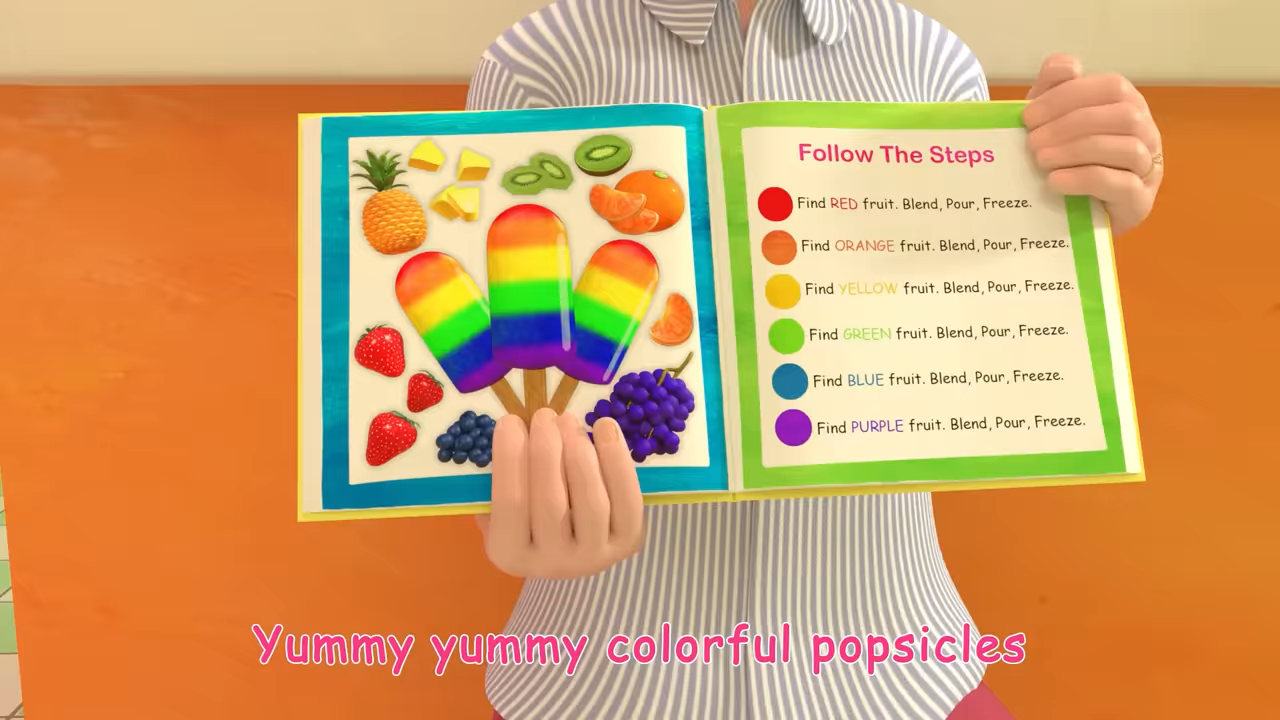 Follow The Steps
Find RED fruit. Blend, Pour, Freeze.
Find ORANGE fruit. Blend, Pour, Freeze.
Find YELLOW fruit. Blend, Pour, Freeze.
Find GREEN fruit. Blend, Pour, Freeze.
Find BLUE fruit. Blend, Pour, Freeze.
Find PURPLE fruit. Blend, Pour, Freeze.
Yummy yummy colorful popsicles